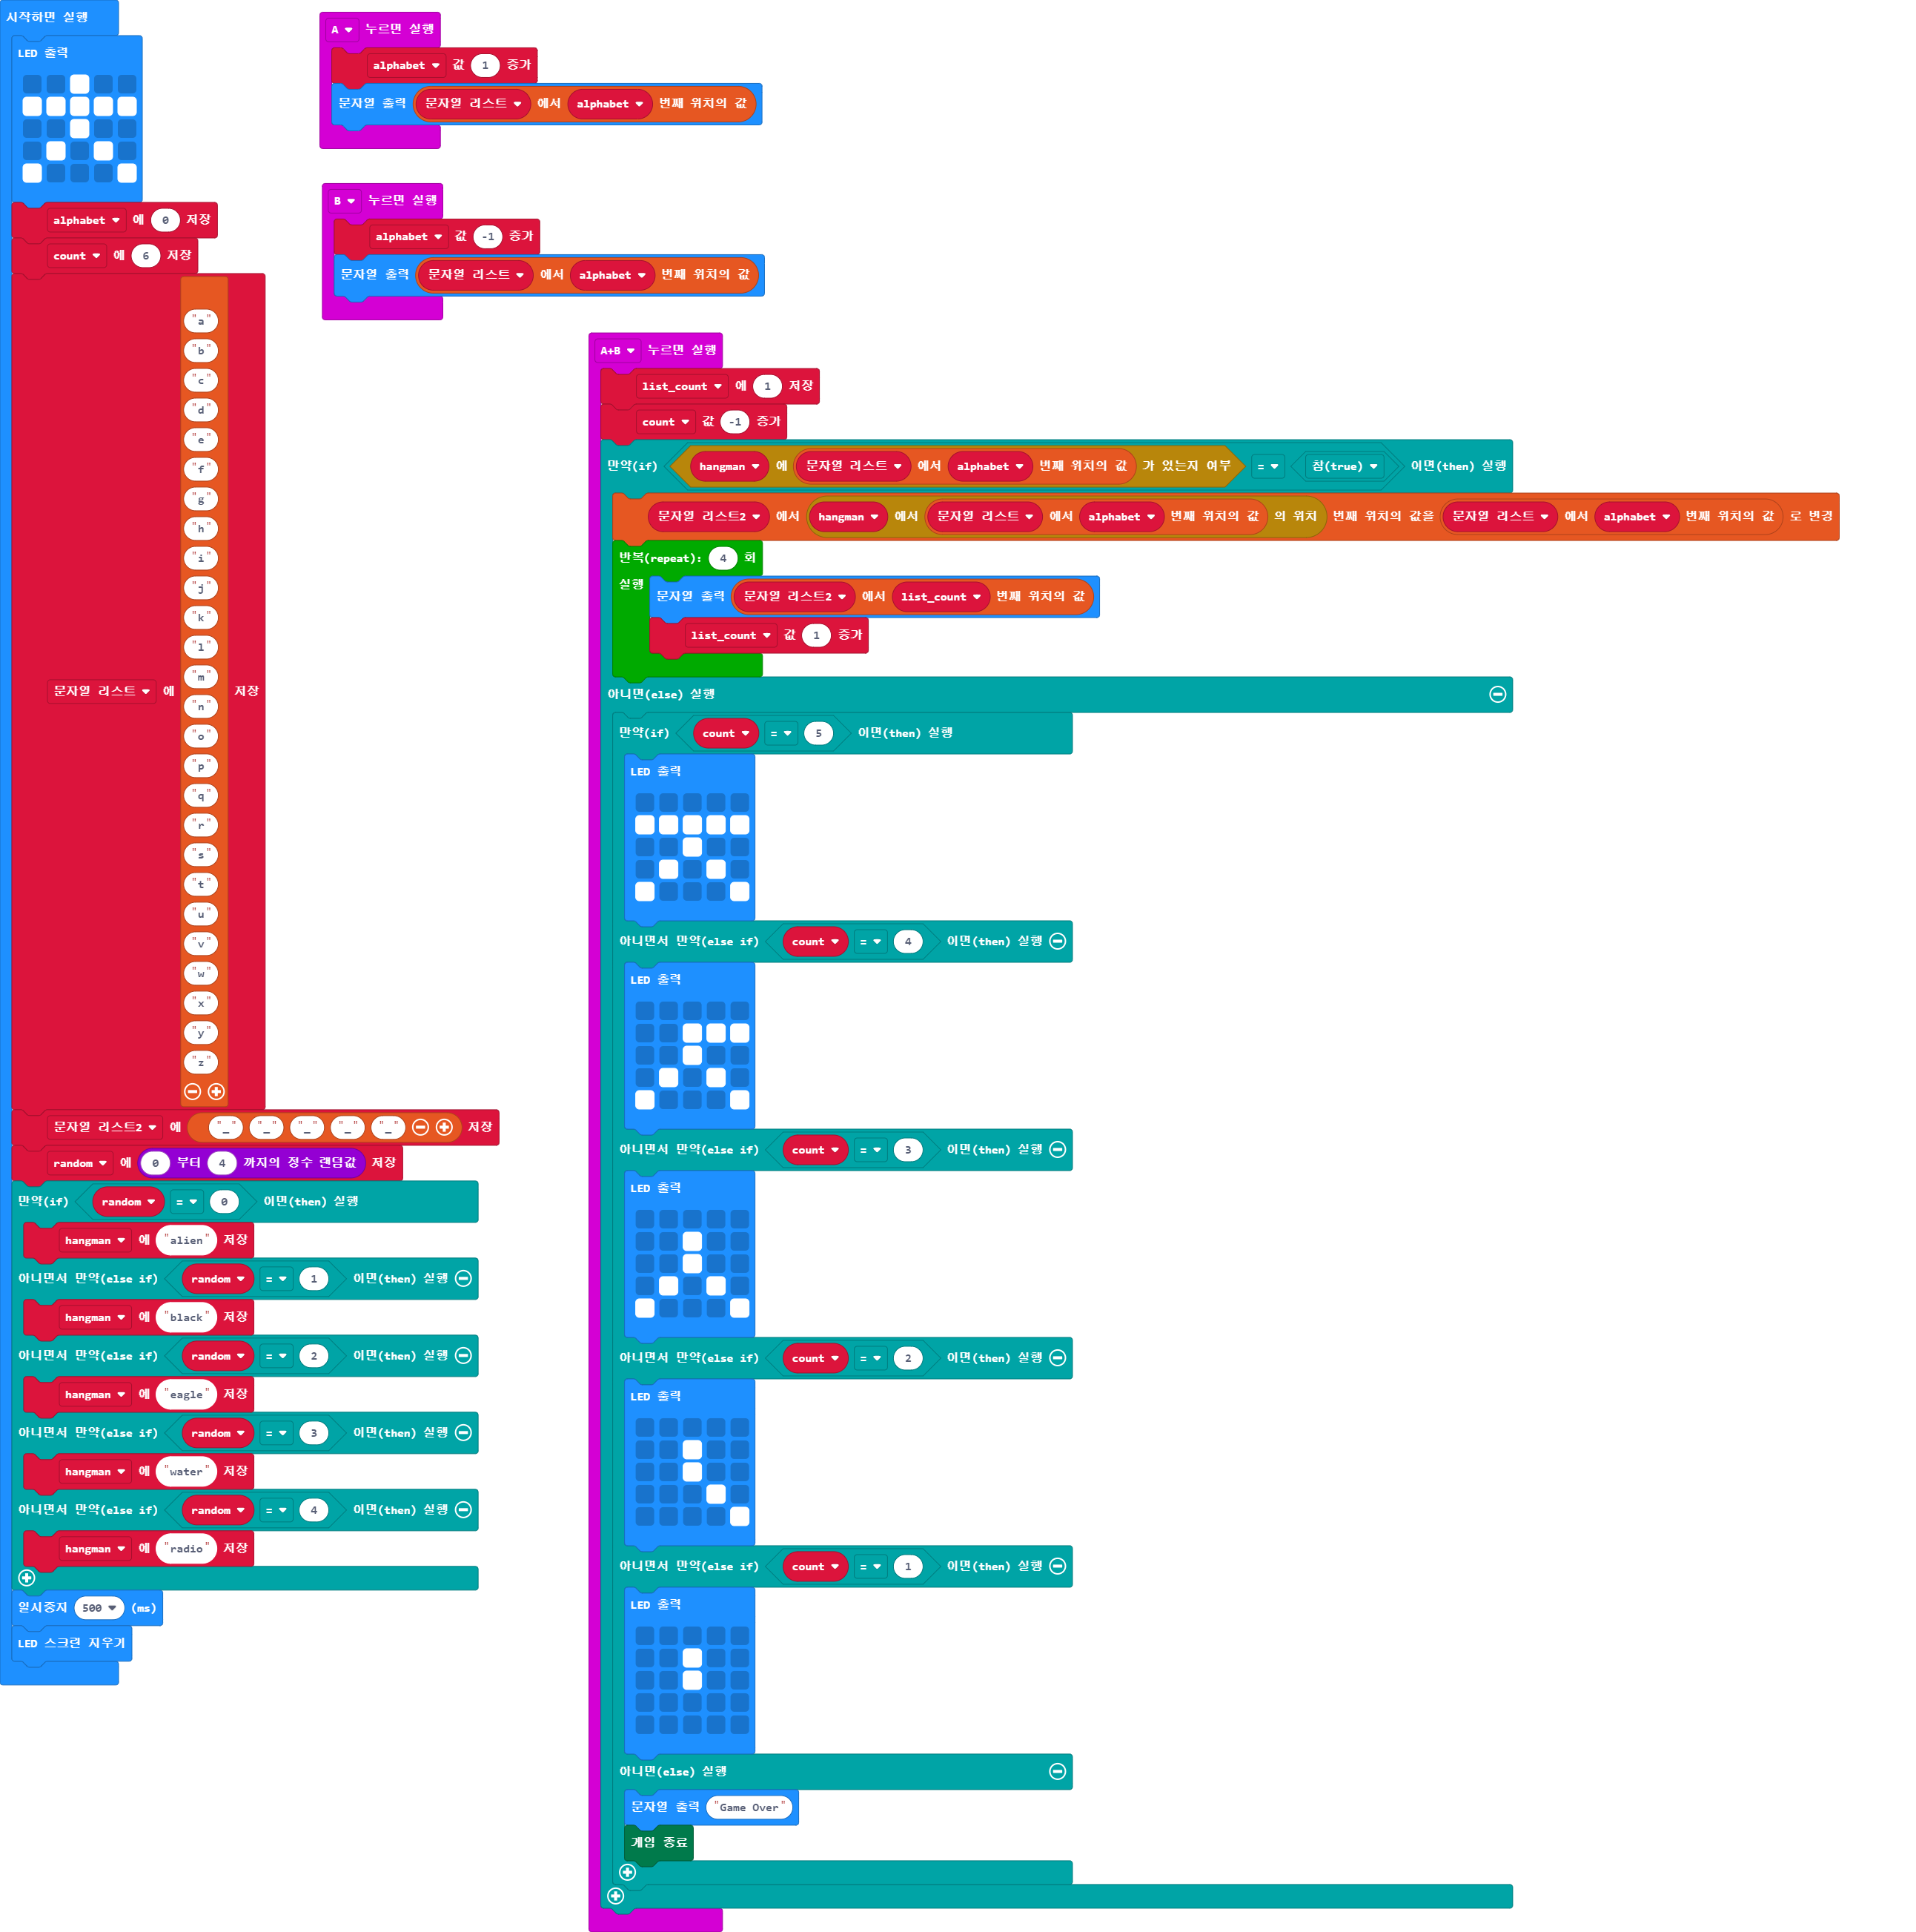 시작하면 실행
LED 출력
alphabet 에 0 저장
count 에 6 저장
문자열 리스트 에 저장
"a"
"b"
"c"
"d"
"e"
"f"
"g"
"h"
"i"
"j"
"k"
"l"
"m"
"n"
"o"
"p"
"q"
"r"
"s"
"t"
"u"
"v"
"w"
"x"
"y"
"z"
문자열 리스트2 에 "_" "_" "_" "_" "_" 저장
random 에 0 부터 4 까지의 정수 랜덤값 저장
만약(if) random = 0 이면(then) 실행
hangman 에 "alien" 저장
아니면서 만약(else if) random = 1 이면(then) 실행
hangman 에 "black" 저장
아니면서 만약(else if) random = 2 이면(then) 실행
hangman 에 "eagle" 저장
아니면서 만약(else if) random = 3 이면(then) 실행
hangman 에 "water" 저장
아니면서 만약(else if) random = 4 이면(then) 실행
hangman 에 "radio" 저장
일시중지 500 (ms)
LED 스크린 지우기
A 누르면 실행
alphabet 값 1 증가
문자열 출력 문자열 리스트 에서 alphabet 번째 위치의 값
B 누르면 실행
alphabet 값 -1 증가
문자열 출력 문자열 리스트 에서 alphabet 번째 위치의 값
A+B 누르면 실행
list_count 에 1 저장
count 값 -1 증가
만약(if) hangman 에 문자열 리스트 에서 alphabet 번째 위치의 값 가 있는지 여부 = 참(true) 이면(then) 실행
문자열 리스트2 에서 hangman 에서 문자열 리스트 에서 alphabet 번째 위치의 값 의 위치 번째 위치의 값을 문자열 리스트 에서 alphabet 번째 위치의 값 로 변경
반복(repeat): 4 회
실행 문자열 출력 문자열 리스트2 에서 list_count 번째 위치의 값
list_count 값 1 증가
아니면(else) 실행
만약(if) count = 5 이면(then) 실행
LED 출력
아니면서 만약(else if) count = 4 이면(then) 실행
LED 출력
아니면서 만약(else if) count = 3 이면(then) 실행
LED 출력
아니면서 만약(else if) count = 2 이면(then) 실행
LED 출력
아니면서 만약(else if) count = 1 이면(then) 실행
LED 출력
아니면(else) 실행
문자열 출력 "Game Over"
게임 종료